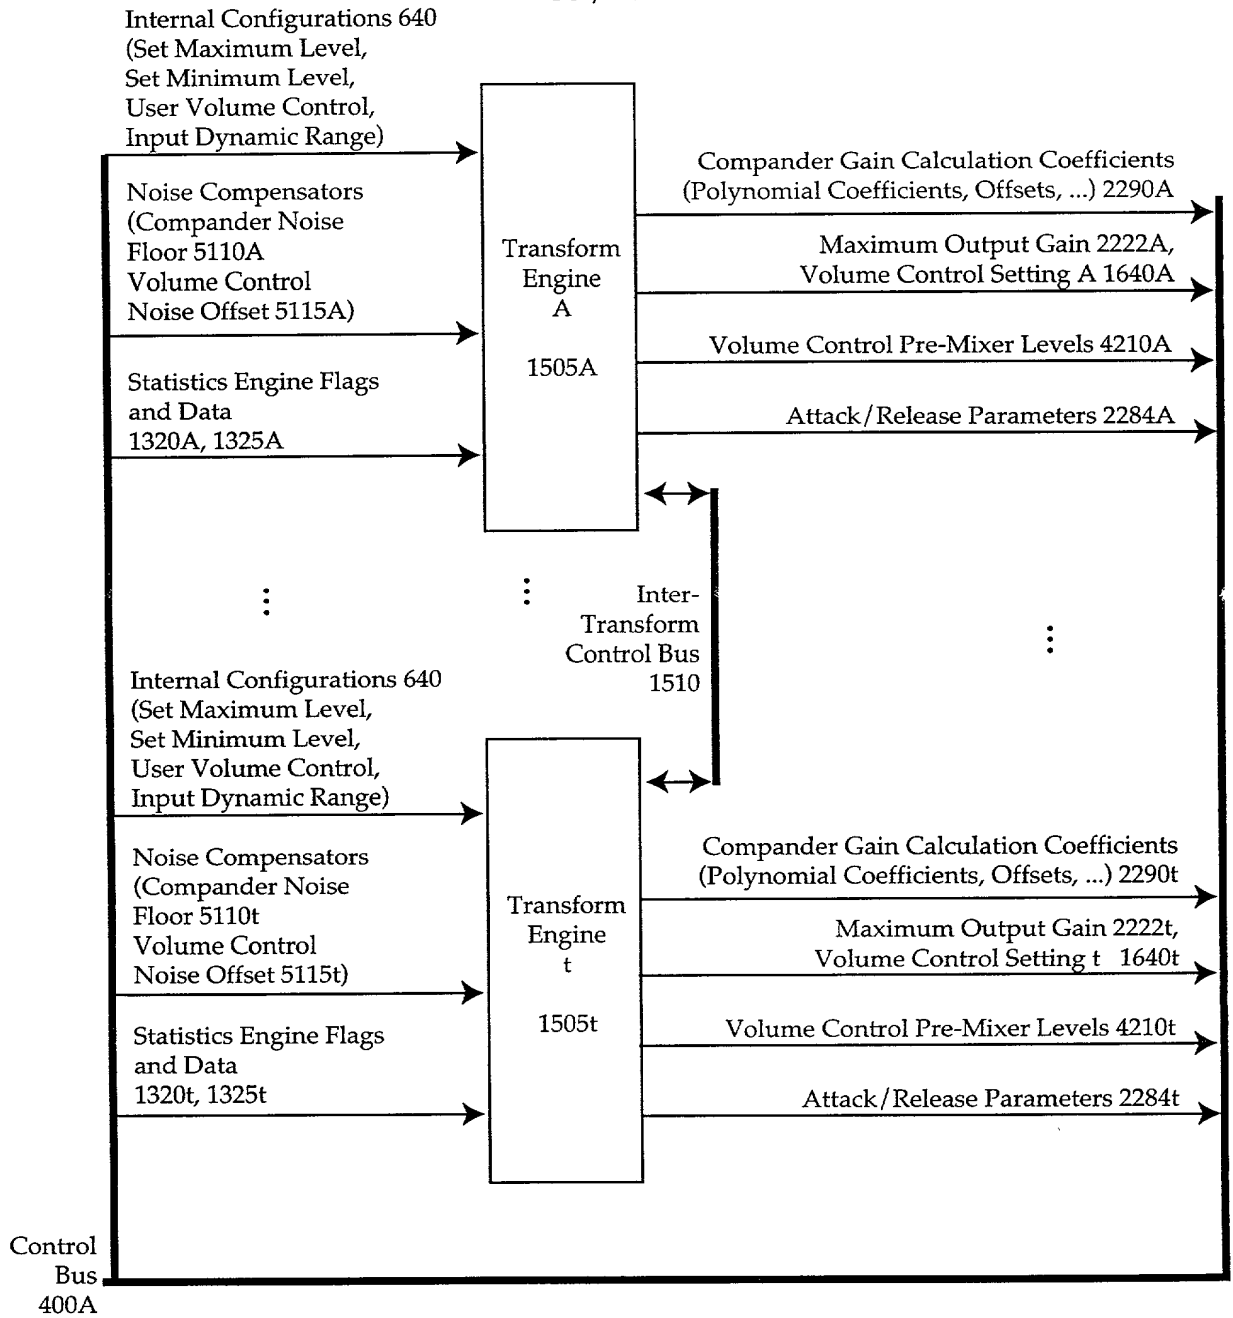 Internal Configurations 640
(Set Maximum Level,
Set Minimum Level,
User Volume Control,
Input Dynamic Range)
Noise Compensators
(Compander Noise
Floor 5110A
Volume Control
Noise Offset 5115A)
Statistics Engine Flags
and Data
1320A, 1325A
Transform
Engine
A
1505A
Compander Gain Calculation Coefficients
(Polynomial Coefficients, Offsets, ...) 2290A
Maximum Output Gain 2222A,
Volume Control Setting A 1640A
Volume Control Pre-Mixer Levels 4210A
Attack/Release Parameters 2284A
Inter-
Transform
Control Bus
1510
Internal Configurations 640
(Set Maximum Level,
Set Minimum Level,
User Volume Control,
Input Dynamic Range)
Noise Compensators
(Compander Noise
Floor 5110t
Volume Control
Noise Offset 5115t)
Statistics Engine Flags
and Data
1320t, 1325t
Transform
Engine
t
1505t
Compander Gain Calculation Coefficients
(Polynomial Coefficients, Offsets, ...) 2290t
Maximum Output Gain 2222t,
Volume Control Setting t 1640t
Volume Control Pre-Mixer Levels 4210t
Attack/Release Parameters 2284t
Control
Bus
400A